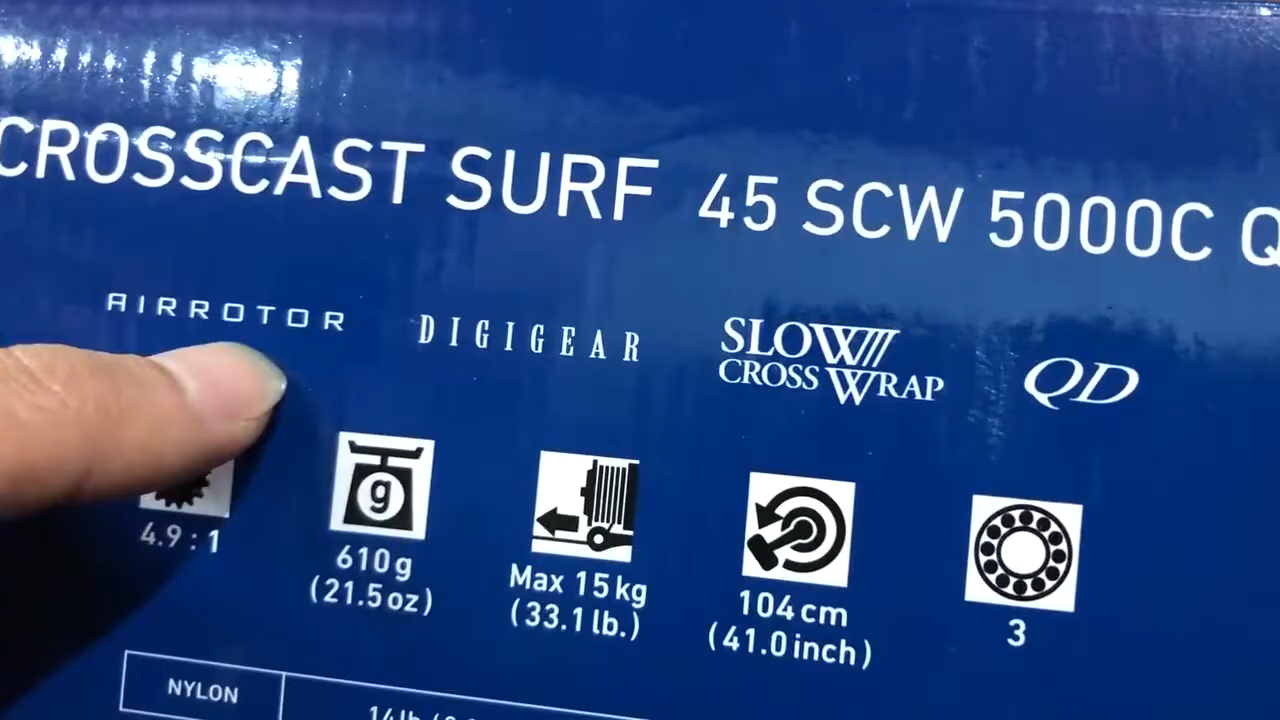 CROSSCAST SURF 45 SCW 5000C Q
AIRROTOR DIGIGEAR SLOW CROSS WRAP QD
g
4.9 : 1 610g (21.5oz) Max 15kg (33.1 lb.) 104cm (41.0inch) 3
NYLON 14lb